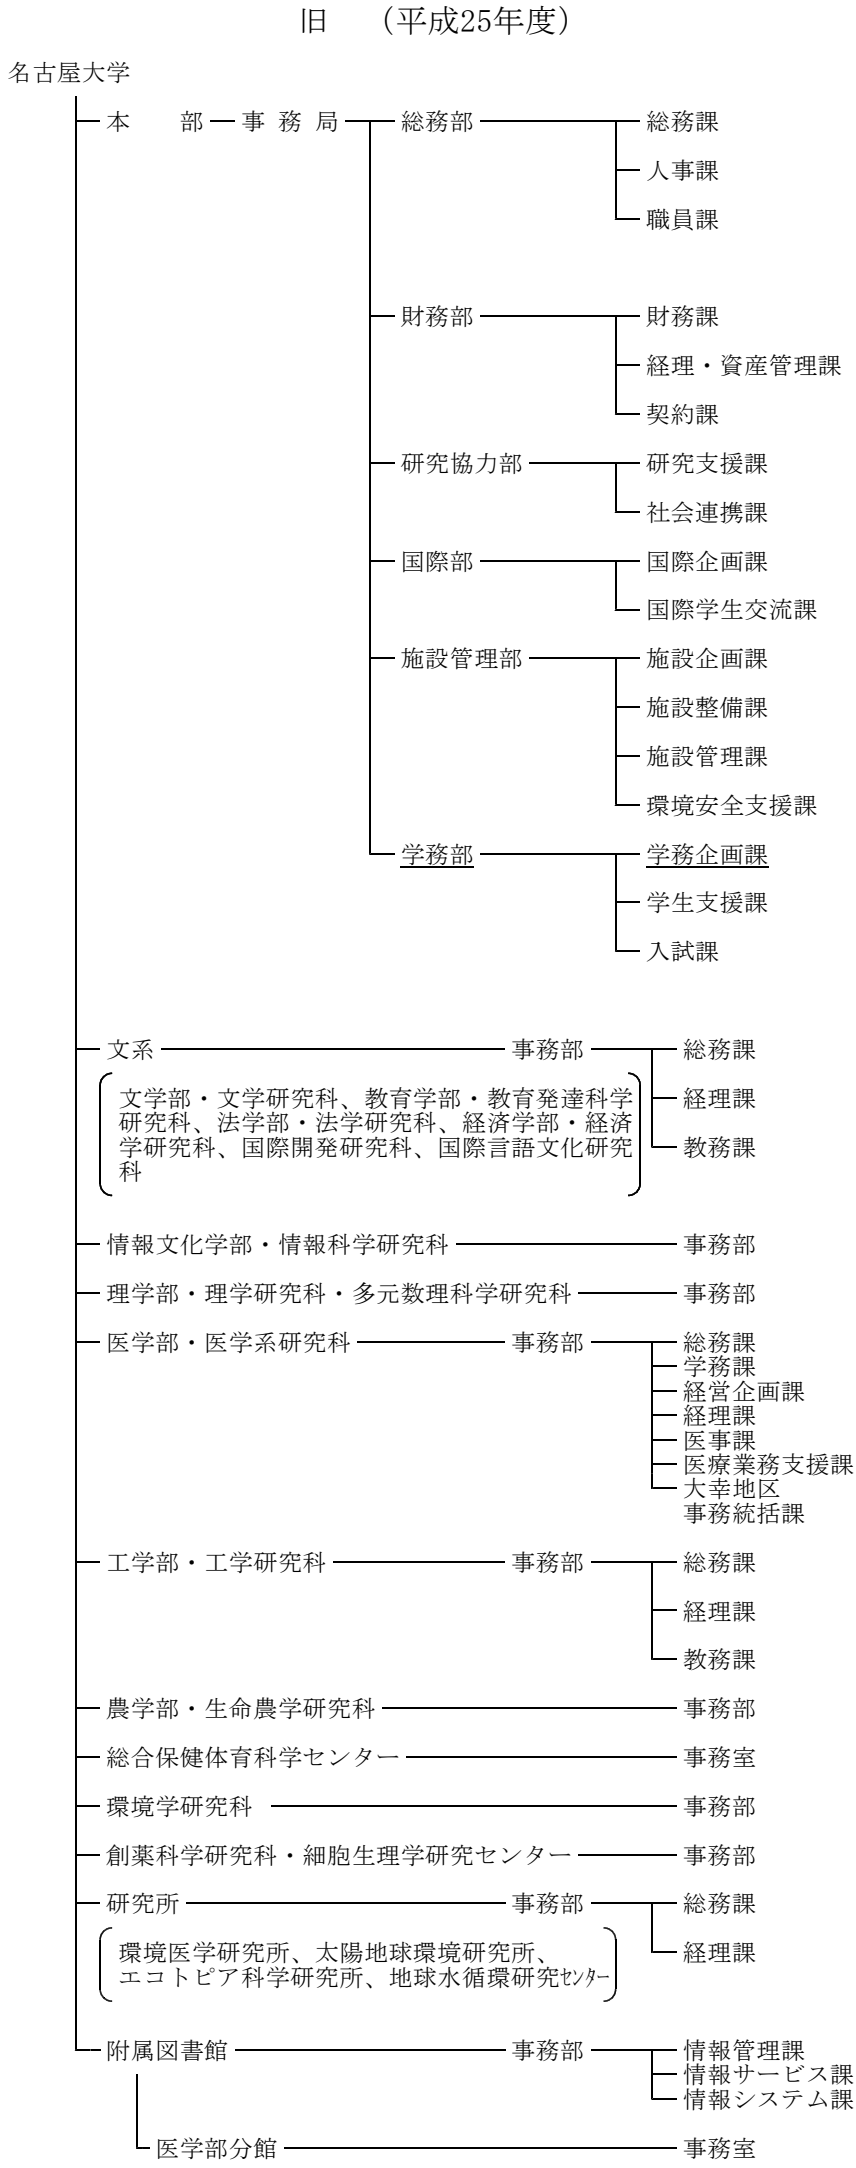 旧　（平成25年度）
名古屋大学
本　部 事務局 総務部 総務課
人事課
職員課
財務部 財務課
経理・資産管理課
契約課
研究協力部 研究支援課
社会連携課
国際部 国際企画課
国際学生交流課
施設管理部 施設企画課
施設整備課
施設管理課
環境安全支援課
学務部 学務企画課
学生支援課
入試課
文系 事務部 総務課
文学部・文学研究科、教育学部・教育発達科学 経理課
研究科、法学部・法学研究科、経済学部・経済
学研究科、国際開発研究科、国際言語文化研究 教務課
科
情報文化学部・情報科学研究科 事務部
理学部・理学研究科・多元数理科学研究科 事務部
医学部・医学系研究科 事務部 総務課
学務課
経営企画課
経理課
医事課
医療業務支援課
大幸地区
事務統括課
工学部・工学研究科 事務部 総務課
経理課
教務課
農学部・生命農学研究科 事務部
総合保健体育科学センター 事務室
環境学研究科 事務部
創薬科学研究科・細胞生理学研究センター 事務部
研究所 事務部 総務課
環境医学研究所、太陽地球環境研究所、 経理課
エコトピア科学研究所、地球水循環研究ｾﾝﾀｰ
附属図書館 事務部 情報管理課
情報サービス課
情報システム課
医学部分館 事務室